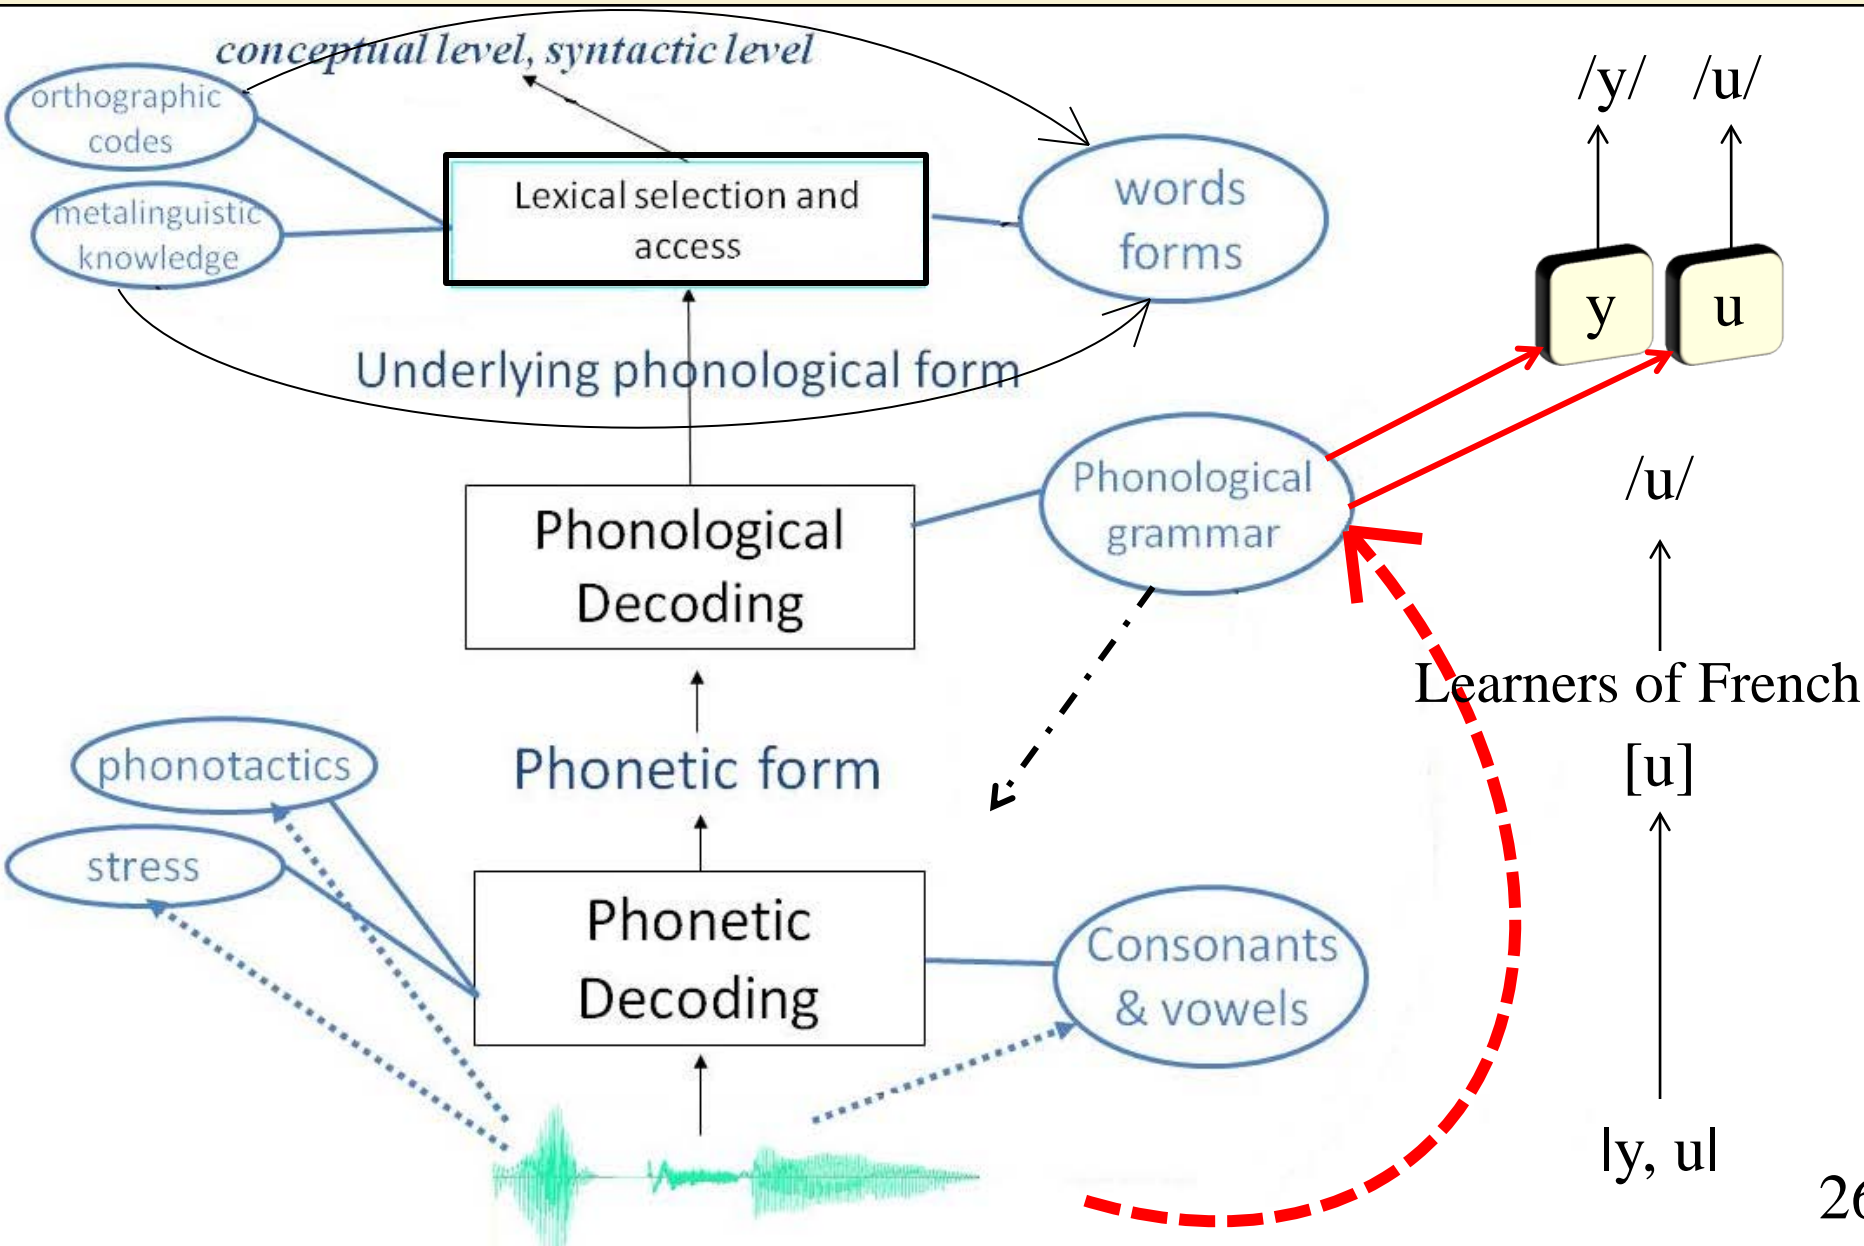 conceptual level, syntactic level
orthographic
codes
metalinguistic
knowledge
Lexical selection and
access
words
forms
/y/ /u/
y u
Underlying phonological form
Phonological
Decoding
Phonological
grammar
/u/
Learners of French
[u]
Phonetic form
phonotactics
stress
Phonetic
Decoding
Consonants
& vowels
|y, u|
26